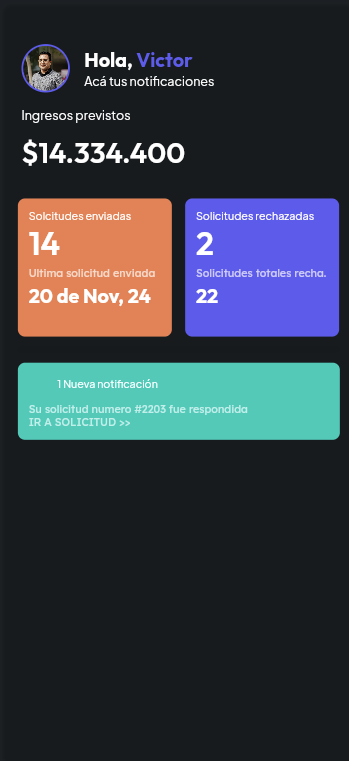 Hola, Victor
Acá tus notificaciones
Ingresos previstos
$14.334.400
Solcitudes enviadas
14
Ultima solicitud enviada
20 de Nov, 24
Solicitudes rechazadas
2
Solicitudes totales recha.
22
1 Nueva notificación
Su solicitud numero #2203 fue respondida
IR A SOLICITUD >>